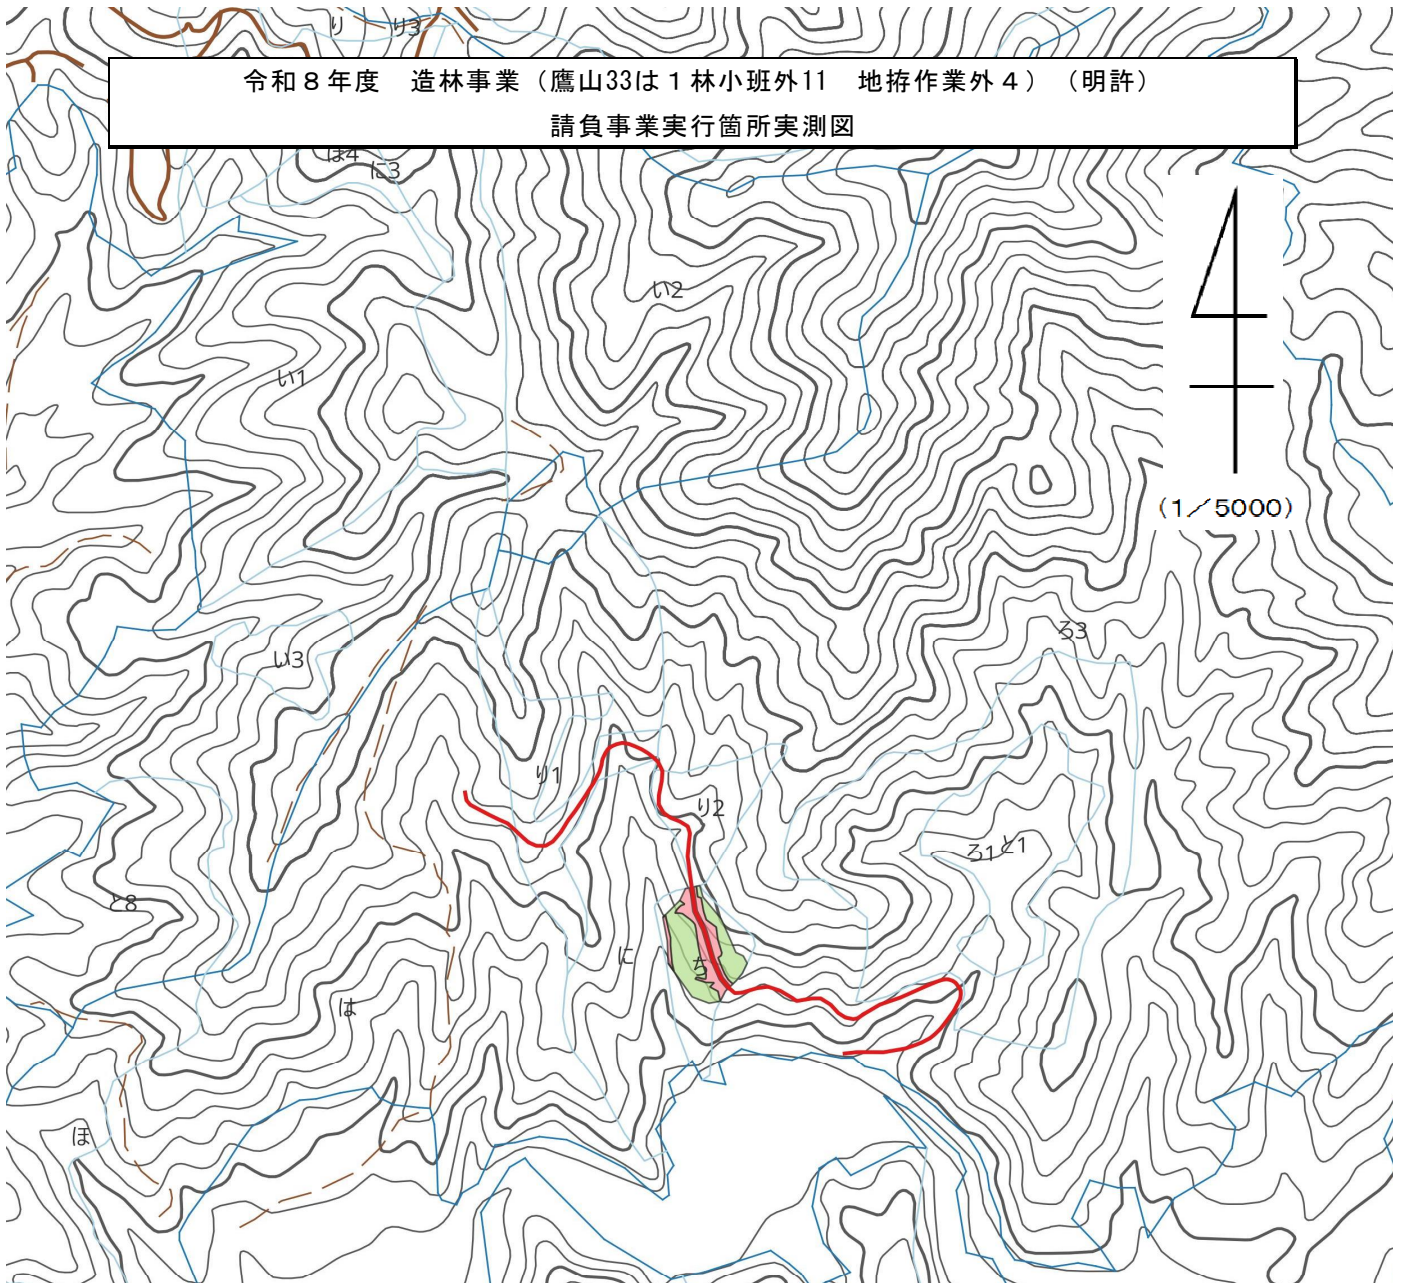 り
り3
令和８年度　造林事業（鷹山33は１林小班外11　地拵作業外４）（明許）
請負事業実行箇所実測図
ほ4
に3
い2
い1
(1／5000)
ろ3
い3
り1
り2
ろ1
と1
と8
に
ち
は
ほ